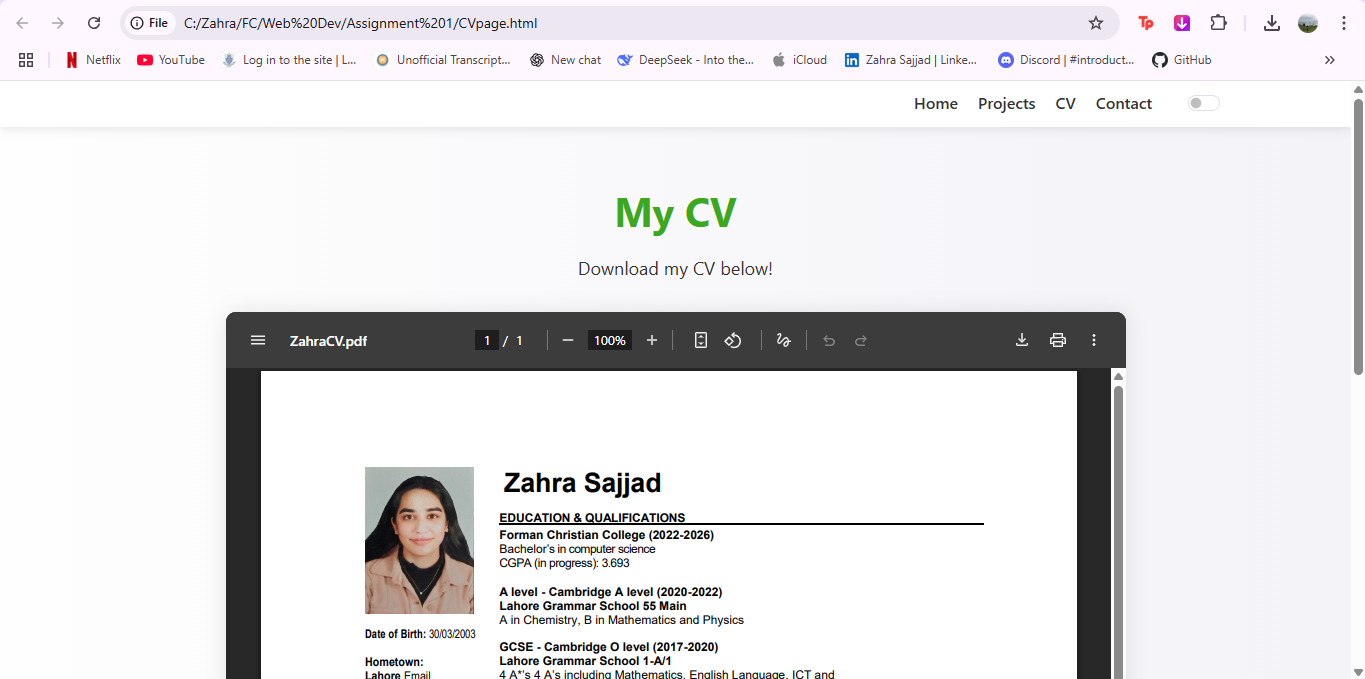 File C:/Zahra/FC/Web%20Dev/Assignment%201/CVpage.html
Netflix YouTube Log in to the site | L... Unofficial Transcript... New chat DeepSeek - Into the... iCloud Zahra Sajjad | Linke... Discord | #introduct... GitHub »
Home Projects CV Contact
My CV
Download my CV below!
ZahraCV.pdf 1 / 1 100%
Zahra Sajjad
EDUCATION & QUALIFICATIONS
Forman Christian College (2022-2026)
Bachelor's in computer science
CGPA (in progress): 3.693
A level - Cambridge A level (2020-2022)
Lahore Grammar School 55 Main
A in Chemistry, B in Mathematics and Physics
Date of Birth: 30/03/2003
GCSE - Cambridge O level (2017-2020)
Hometown:
Lahore Grammar School 1-A/1
Lahore Email
4 A*'s 4 A's including Mathematics, English Language, ICT and